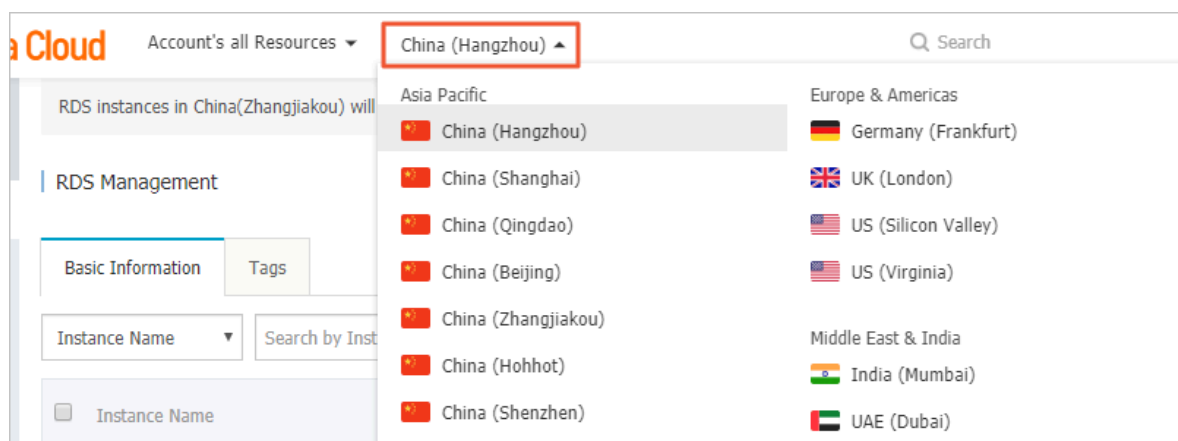 a Cloud
Account's all Resources
China (Hangzhou)
Search
RDS instances in China(Zhangjiakou) will
RDS Management
Basic Information
Tags
Instance Name
Search by Inst
Instance Name
Asia Pacific
China (Hangzhou)
China (Shanghai)
China (Qingdao)
China (Beijing)
China (Zhangjiakou)
China (Hohhot)
China (Shenzhen)
Europe & Americas
Germany (Frankfurt)
UK (London)
US (Silicon Valley)
US (Virginia)
Middle East & India
India (Mumbai)
UAE (Dubai)